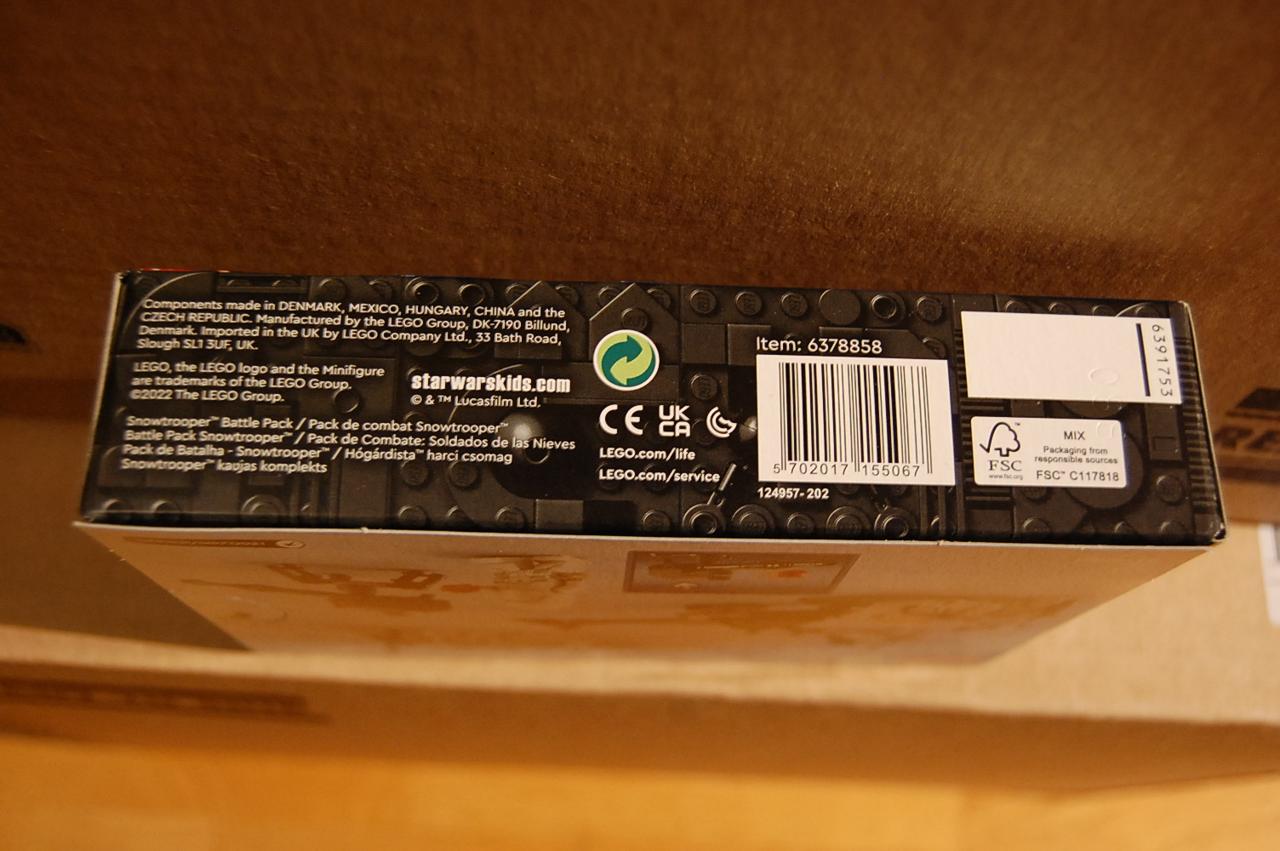 Components made in DENMARK, MEXICO, HUNGARY, CHINA and the
CZECH REPUBLIC. Manufactured by the LEGO Group, DK-7190 Billund,
Denmark. Imported in the UK by LEGO Company Ltd., 33 Bath Road,
Slough SL1 3UF, UK.
LEGO, the LEGO logo and the Minifigure
are trademarks of the LEGO Group.
©2022 The LEGO Group.
starwarskids.com
© & ™ Lucasfilm Ltd.
Snowtrooper™ Battle Pack / Pack de combat Snowtrooper™
Battle Pack Snowtrooper™ / Pack de Combate: Soldados de las Nieves
Pack de Batalha - Snowtrooper™ / Hógárdista™ harci csomag
Snowtrooper™ kaujas komplekts
CE
UK
CA
LEGO.com/life
LEGO.com/service
Item: 6378858
5 702017 155067
124957-202
6391753
FSC™
www.fsc.org
MIX
Packaging from
responsible sources
FSC™ C117818